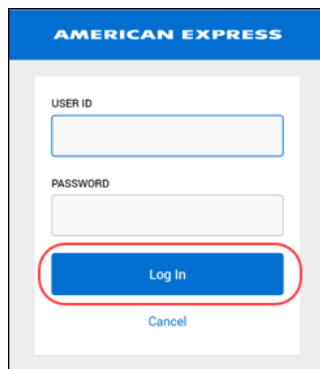 AMERICAN EXPRESS
USER ID
PASSWORD
Log In
Cancel